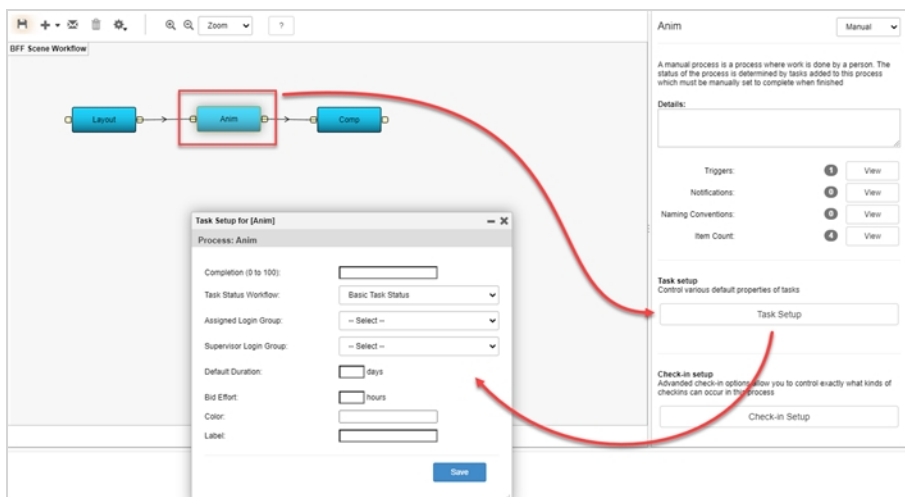 Zoom
?
BFF Scene Workflow
Layout
Anim
Comp
Task Setup for [Anim]
Process: Anim
Completion (0 to 100):
Task Status Workflow:
Basic Task Status
Assigned Login Group:
-- Select --
Supervisor Login Group:
-- Select --
Default Duration:
days
Bid Effort:
hours
Color:
Label:
Save
Anim
Manual
A manual process is a process where work is done by a person. The
status of the process is determined by tasks added to this process
which must be manually set to complete when finished
Details:
Triggers:
1
View
Notifications:
0
View
Naming Conventions:
0
View
Item Count:
4
View
Task setup
Control various default properties of tasks
Task Setup
Check-in setup
Advanded check-in options allow you to control exactly what kinds of
checkins can occur in this process
Check-in Setup